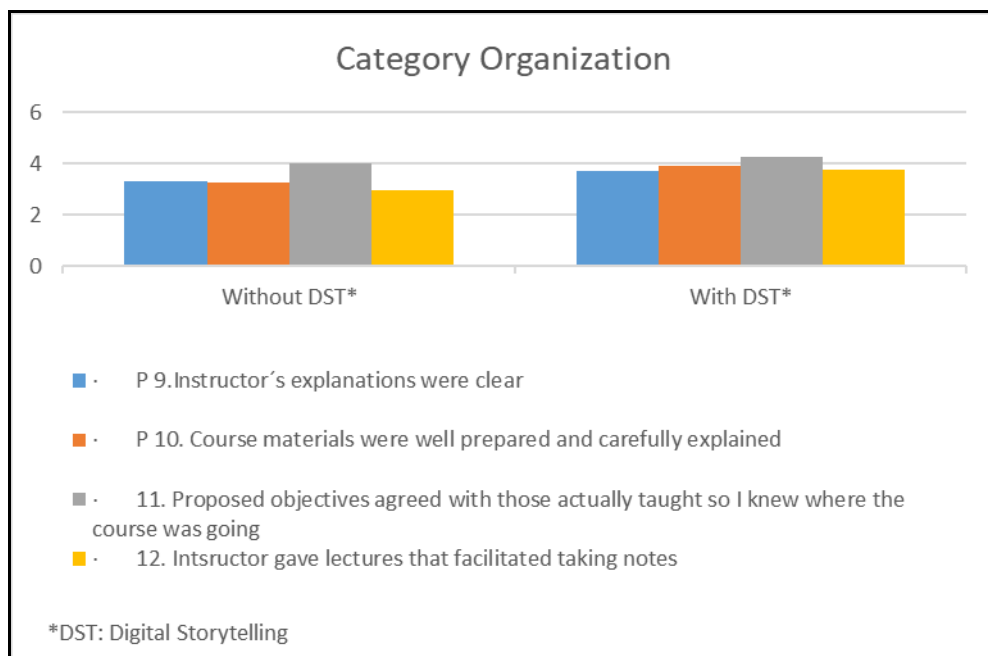 Category Organization
6
4
2
0
Without DST*
With DST*
· P 9.Instructor´s explanations were clear
· P 10. Course materials were well prepared and carefully explained
· 11. Proposed objectives agreed with those actually taught so I knew where the
course was going
· 12. Intsructor gave lectures that facilitated taking notes
*DST: Digital Storytelling